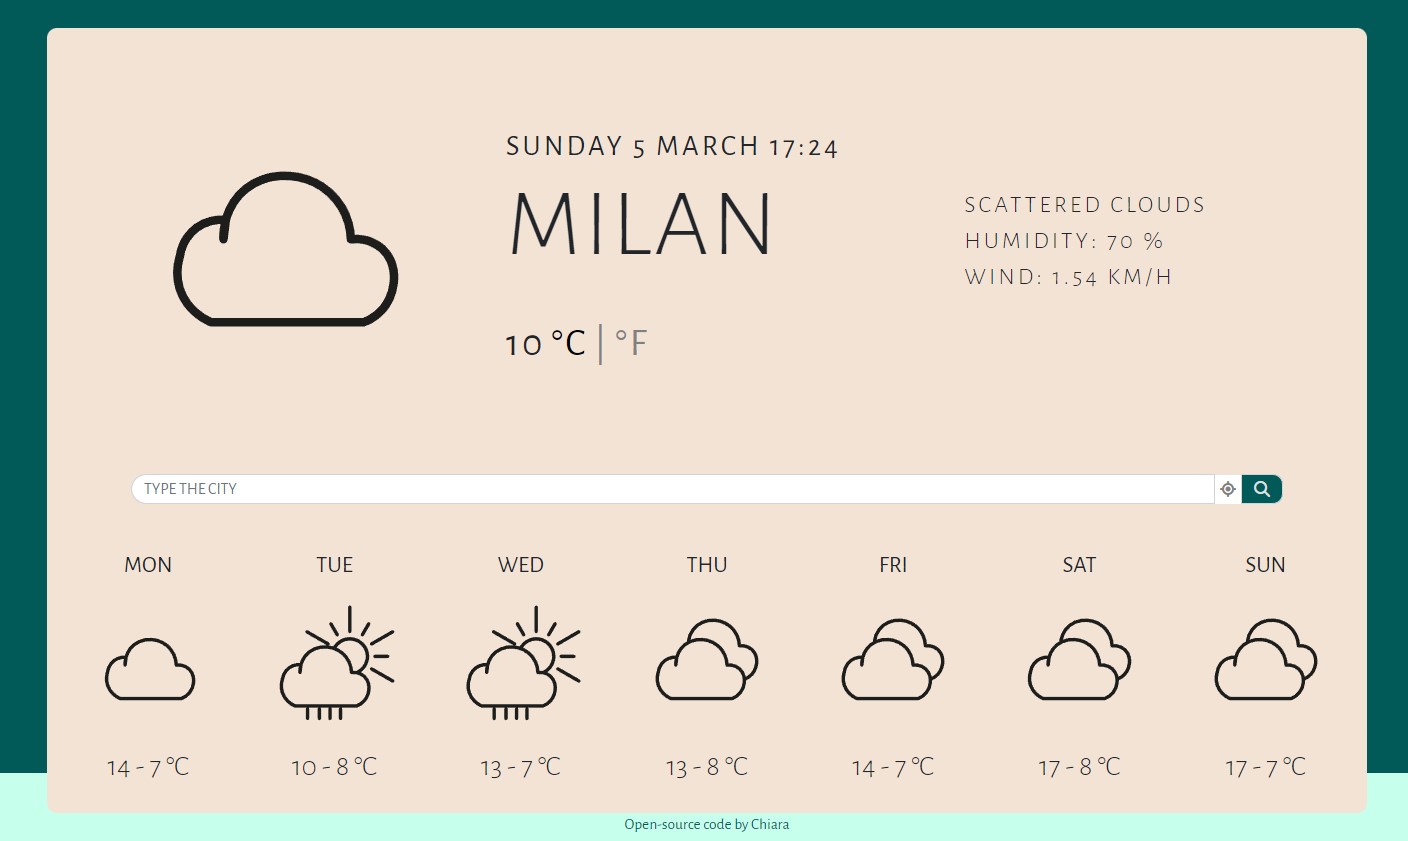 SUNDAY 5 MARCH 17:24
MILAN
10 °C | °F
SCATTERED CLOUDS
HUMIDITY: 70 %
WIND: 1.54 KM/H
TYPE THE CITY
MON TUE WED THU FRI SAT SUN
14 - 7 °C 10 - 8 °C 13 - 7 °C 13 - 8 °C 14 - 7 °C 17 - 8 °C 17 - 7 °C
Open-source code by Chiara